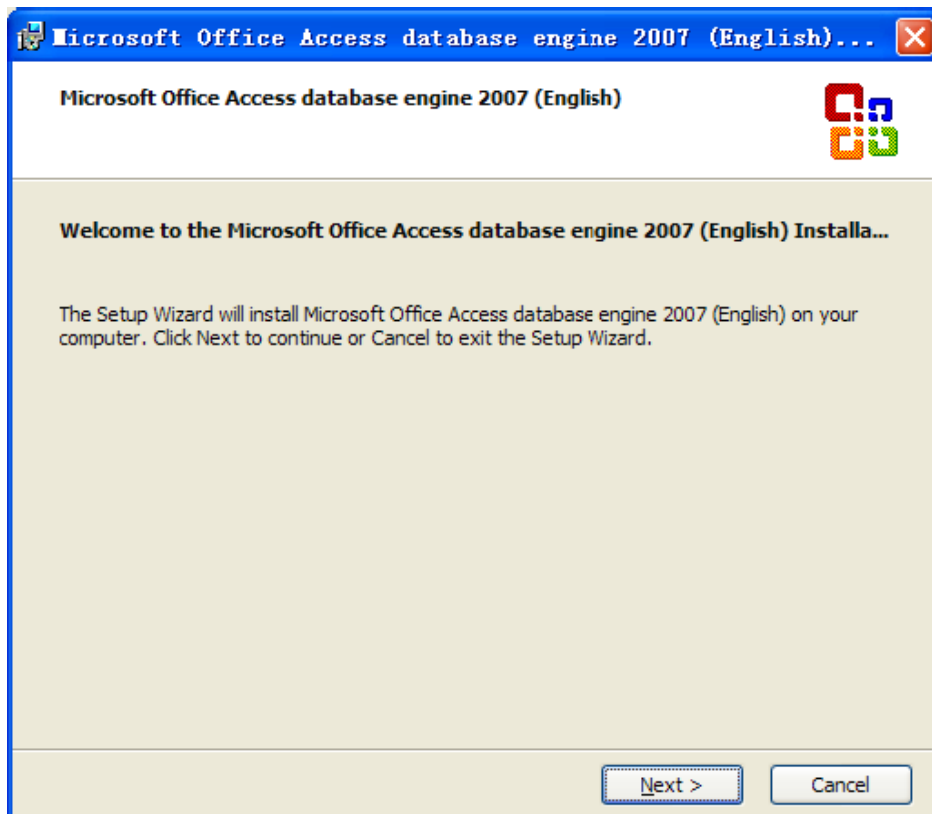 Microsoft Office Access database engine 2007 (English)...
Microsoft Office Access database engine 2007 (English)
Welcome to the Microsoft Office Access database engine 2007 (English) Installa...
The Setup Wizard will install Microsoft Office Access database engine 2007 (English) on your
computer. Click Next to continue or Cancel to exit the Setup Wizard.
Next > Cancel